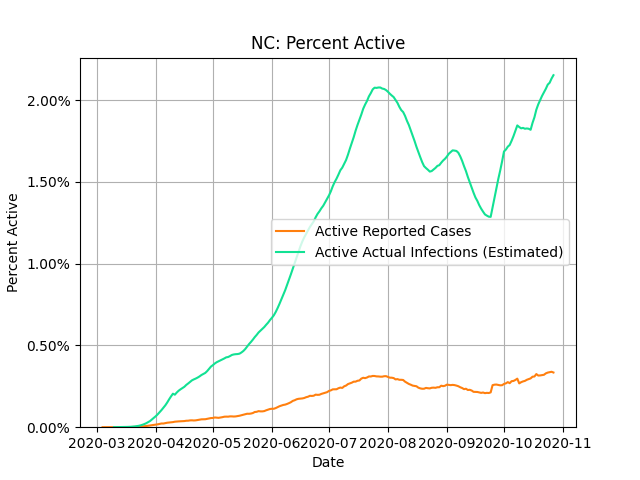 NC: Percent Active
Percent Active
2.00%
1.50%
1.00%
0.50%
0.00%
Active Reported Cases
Active Actual Infections (Estimated)
2020-03 2020-04 2020-05 2020-06 2020-07 2020-08 2020-09 2020-10 2020-11
Date